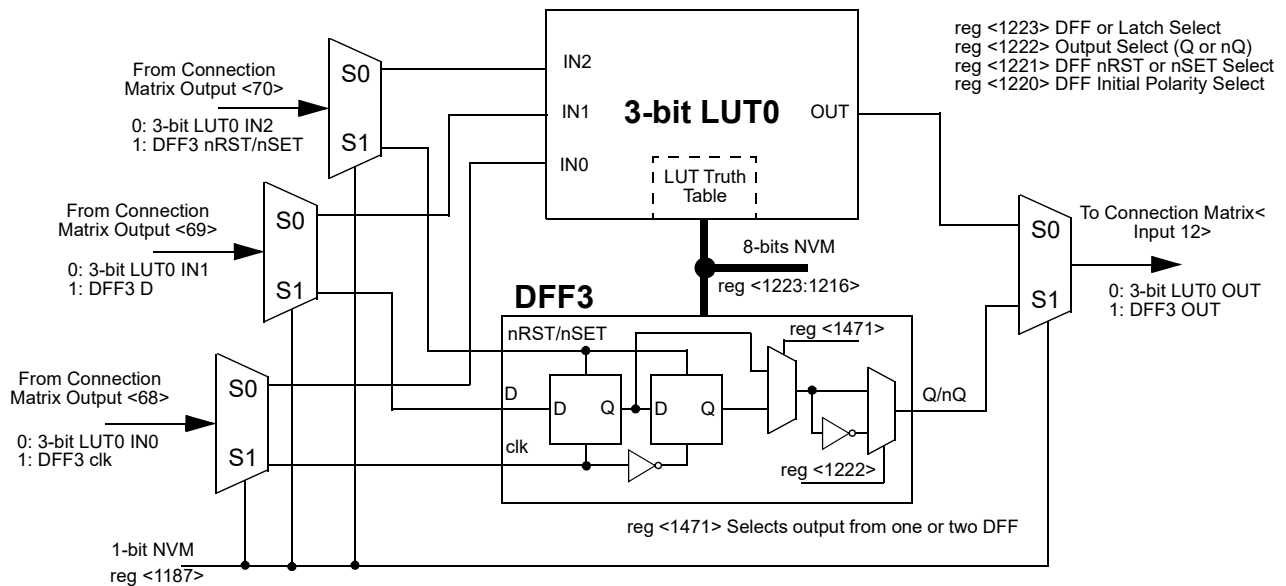 reg <1223> DFF or Latch Select
reg <1222> Output Select (Q or nQ)
reg <1221> DFF nRST or nSET Select
reg <1220> DFF Initial Polarity Select
From Connection
Matrix Output <70>
0: 3-bit LUT0 IN2
1: DFF3 nRST/nSET
S0
S1
IN2
IN1
IN0
3-bit LUT0
OUT
LUT Truth
Table
From Connection
Matrix Output <69>
0: 3-bit LUT0 IN1
1: DFF3 D
S0
S1
8-bits NVM
reg <1223:1216>
S0
S1
To Connection Matrix<
Input 12>
0: 3-bit LUT0 OUT
1: DFF3 OUT
DFF3
nRST/nSET
reg <1471>
From Connection
Matrix Output <68>
0: 3-bit LUT0 IN0
1: DFF3 clk
S0
S1
D
D
Q
D
Q
Q/nQ
clk
reg <1222>
reg <1471> Selects output from one or two DFF
1-bit NVM
reg <1187>